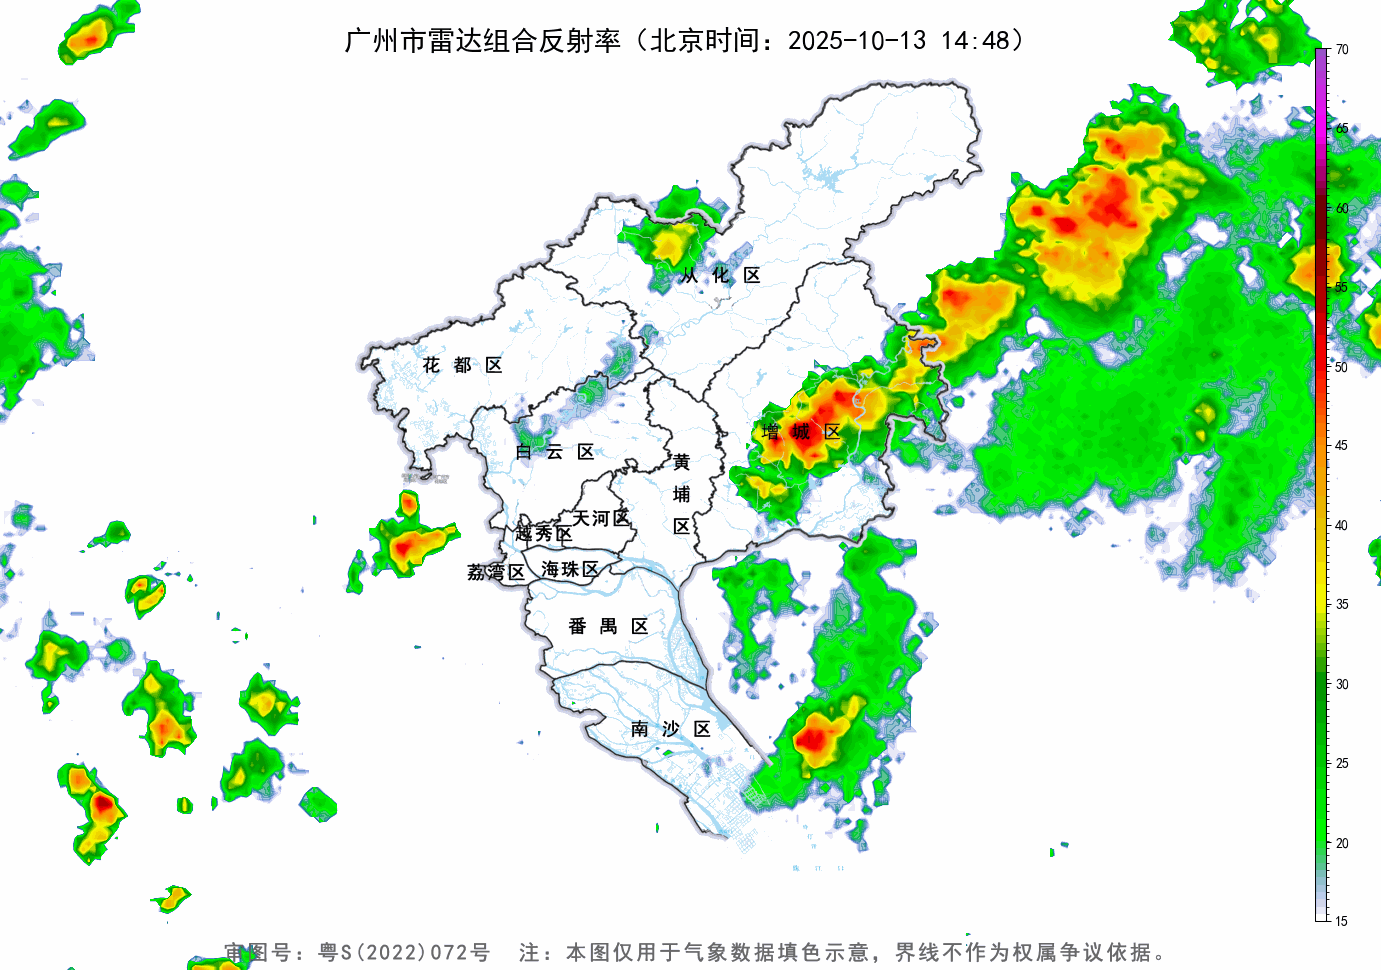 广州市雷达组合反射率（北京时间：2025-10-13 14:48）
70
65
60
55
50
45
40
35
30
25
20
15
从化区
花都区
增城区
白云区
黄埔区
天河区
越秀区
荔湾区
海珠区
番禺区
南沙区
审图号：粤S(2022)072号 注：本图仅用于气象数据填色示意，界线不作为权属争议依据。